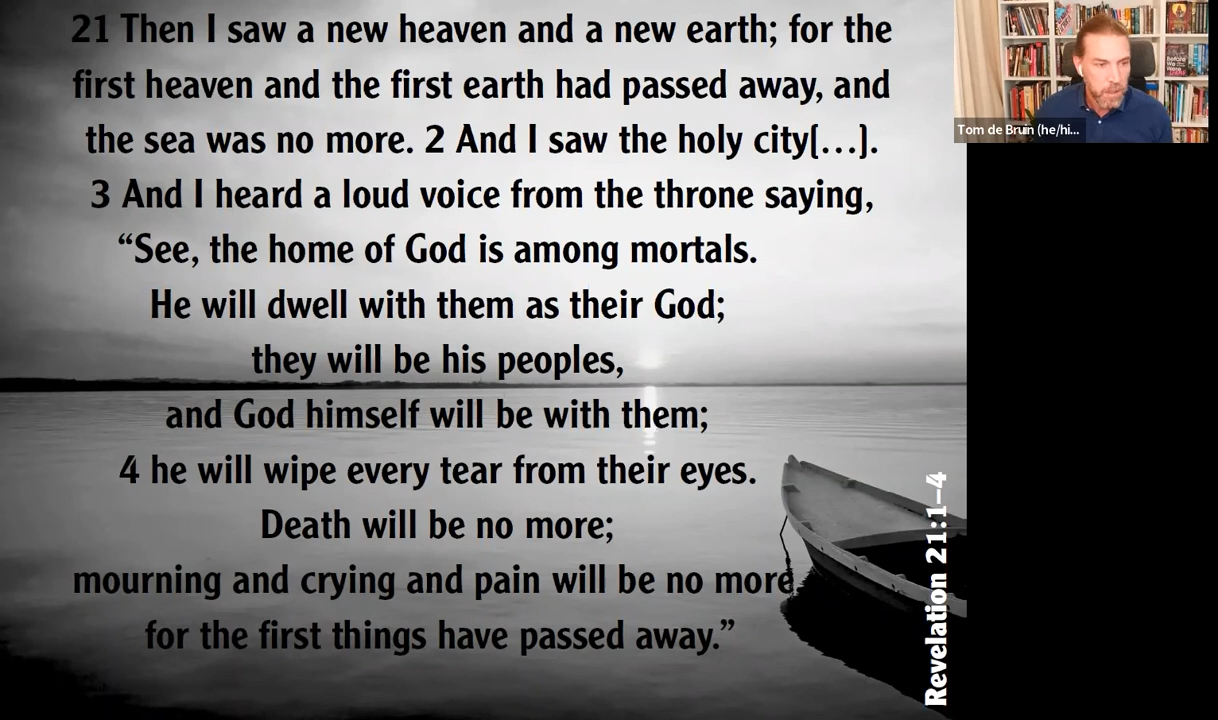 21 Then I saw a new heaven and a new earth; for the
first heaven and the first earth had passed away, and
the sea was no more. 2 And I saw the holy city[…].
3 And I heard a loud voice from the throne saying,
“See, the home of God is among mortals.
He will dwell with them as their God;
they will be his peoples,
and God himself will be with them;
4 he will wipe every tear from their eyes.
Death will be no more;
mourning and crying and pain will be no more
for the first things have passed away.”
Revelation 21:1–4
Tom de Bruin (he/hi...